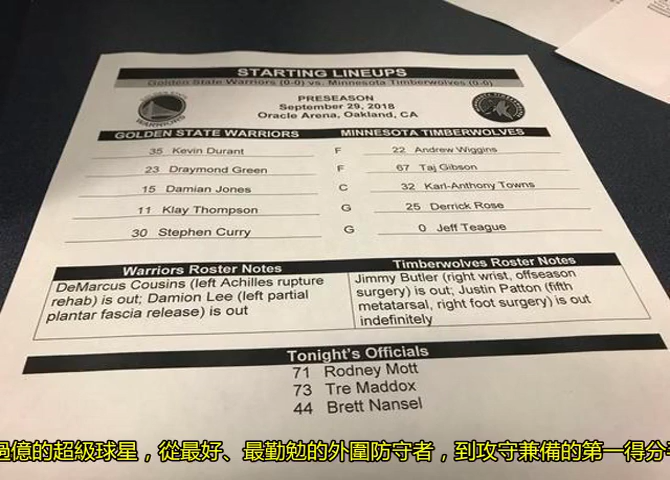 STARTING LINEUPS
Golden State Warriors (0-0) vs. Minnesota Timberwolves (0-0)
PRESEASON
September 29, 2018
Oracle Arena, Oakland, CA
WARRIORS
GOLDEN STATE WARRIORS MINNESOTA TIMBERWOLVES
35 Kevin Durant F 22 Andrew Wiggins
23 Draymond Green F 67 Taj Gibson
15 Damian Jones C 32 Karl-Anthony Towns
11 Klay Thompson G 25 Derrick Rose
30 Stephen Curry G 0 Jeff Teague
Warriors Roster Notes
DeMarcus Cousins (left Achilles rupture
rehab) is out; Damion Lee (left partial
plantar fascia release) is out
Timberwolves Roster Notes
Jimmy Butler (right wrist, offseason
surgery) is out; Justin Patton (fifth
metatarsal, right foot surgery) is out
indefinitely
Tonight's Officials
71 Rodney Mott
73 Tre Maddox
44 Brett Nansel
過億的超級球星，從最好、最勤勉的外圍防守者，到攻守兼備的第一得分